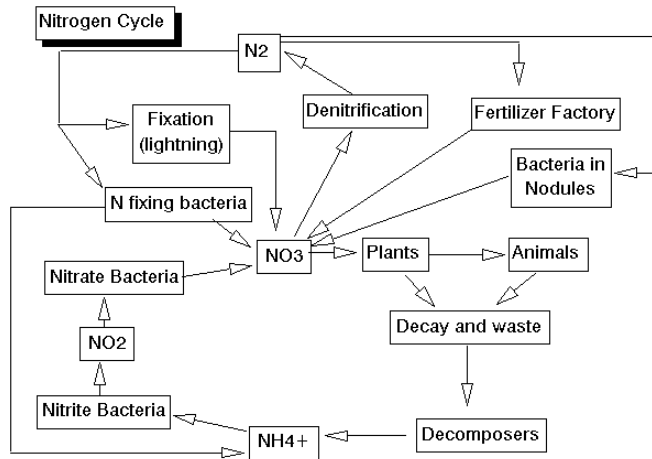 Nitrogen Cycle
N2
Fixation
(lightning)
Denitrification
Fertilizer Factory
Bacteria in
Nodules
N fixing bacteria
NO3
Plants
Animals
Nitrate Bacteria
Decay and waste
NO2
Nitrite Bacteria
NH4+
Decomposers